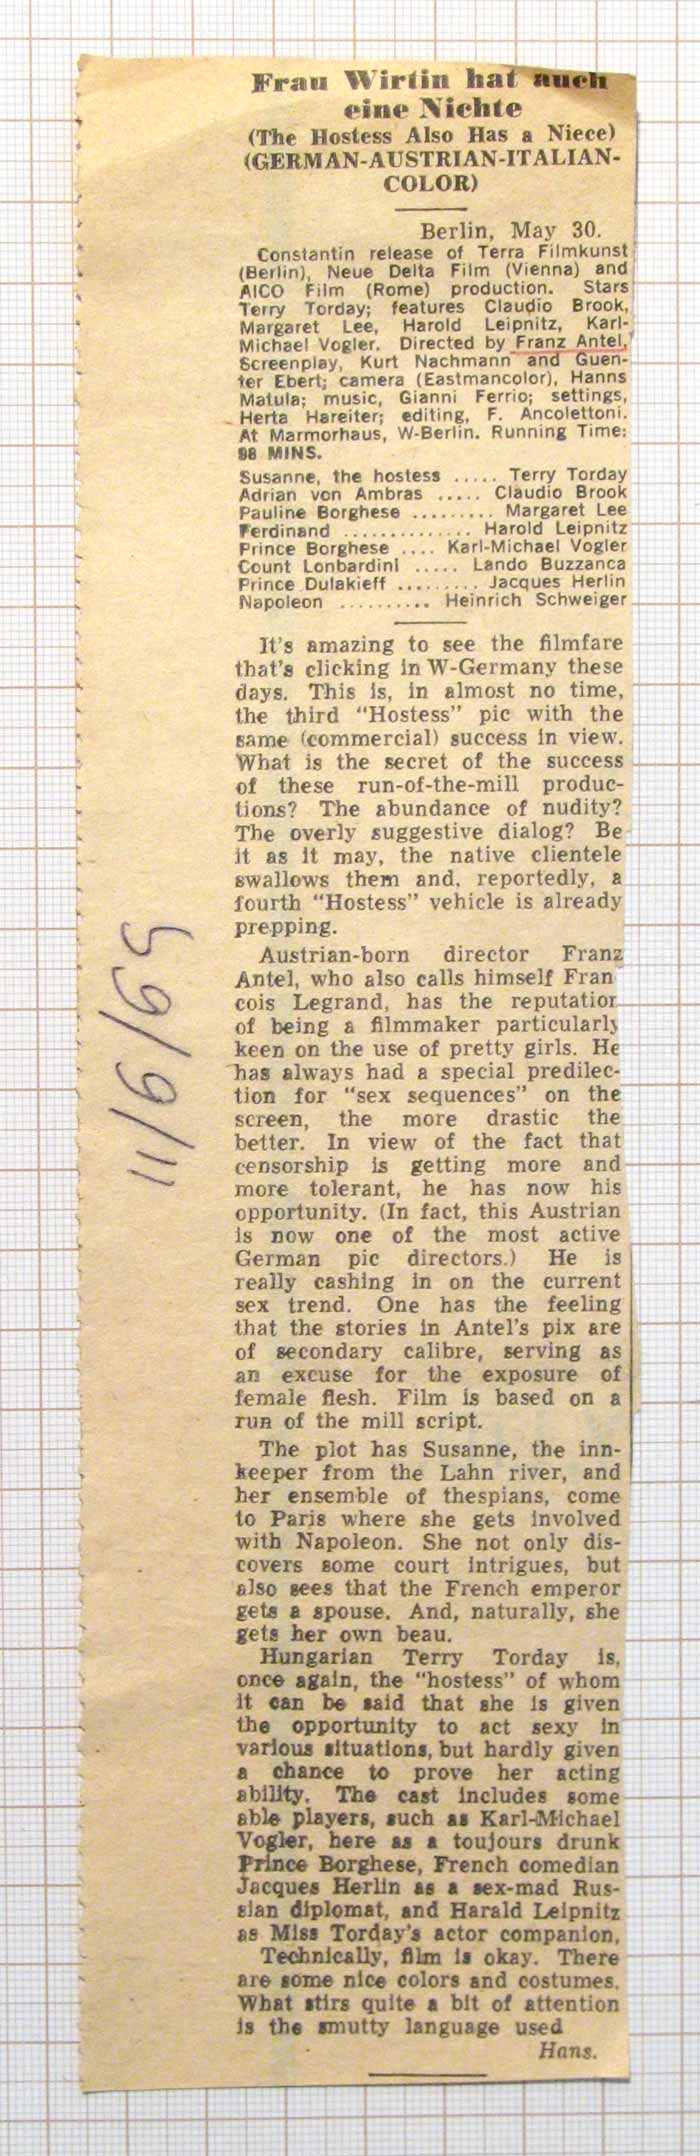 Frau Wirtin hat auch
eine Nichte
(The Hostess Also Has a Niece)
(GERMAN-AUSTRIAN-ITALIAN-
COLOR)
Berlin, May 30.
Constantin release of Terra Filmkunst
(Berlin), Neue Delta Film (Vienna) and
AICO Film (Rome) production. Stars
Terry Torday; features Claudio Brook,
Margaret Lee, Harold Leipnitz, Karl-
Michael Vogler. Directed by Franz Antel,
Screenplay, Kurt Nachmann and Guen-
ter Ebert; camera (Eastmancolor), Hanns
Matula; music, Gianni Ferrio; settings,
Herta Hareiter; editing, F. Ancolettoni.
At Marmorhaus, W-Berlin. Running Time:
98 MINS.
Susanne, the hostess ..... Terry Torday
Adrian von Ambras ..... Claudio Brook
Pauline Borghese ......... Margaret Lee
Ferdinand .............. Harold Leipnitz
Prince Borghese .... Karl-Michael Vogler
Count Lonbardini ..... Lando Buzzanca
Prince Dulakieff ......... Jacques Herlin
Napoleon .......... Heinrich Schweiger
It's amazing to see the filmfare
that's clicking in W-Germany these
days. This is, in almost no time,
the third "Hostess" pic with the
same (commercial) success in view.
What is the secret of the success
of these run-of-the-mill produc-
tions? The abundance of nudity?
The overly suggestive dialog? Be
it as it may, the native clientele
swallows them and, reportedly, a
fourth "Hostess" vehicle is already
prepping.
Austrian-born director Franz
Antel, who also calls himself Fran
cois Legrand, has the reputation
of being a filmmaker particularly
keen on the use of pretty girls. He
has always had a special predilec-
tion for "sex sequences" on the
screen, the more drastic the
better. In view of the fact that
censorship is getting more and
more tolerant, he has now his
opportunity. (In fact, this Austrian
is now one of the most active
German pic directors.) He is
really cashing in on the current
sex trend. One has the feeling
that the stories in Antel's pix are
of secondary calibre, serving as
an excuse for the exposure of
female flesh. Film is based on a
run of the mill script.
The plot has Susanne, the inn-
keeper from the Lahn river, and
her ensemble of thespians, come
to Paris where she gets involved
with Napoleon. She not only dis-
covers some court intrigues, but
also sees that the French emperor
gets a spouse. And, naturally, she
gets her own beau.
Hungarian Terry Torday is,
once again, the "hostess" of whom
it can be said that she is given
the opportunity to act sexy in
various situations, but hardly given
a chance to prove her acting
ability. The cast includes some
able players, such as Karl-Michael
Vogler, here as a toujours drunk
Prince Borghese, French comedian
Jacques Herlin as a sex-mad Rus-
sian diplomat, and Harald Leipnitz
as Miss Torday's actor companion.
Technically, film is okay. There
are some nice colors and costumes.
What stirs quite a bit of attention
is the smutty language used
Hans.
11/6/69